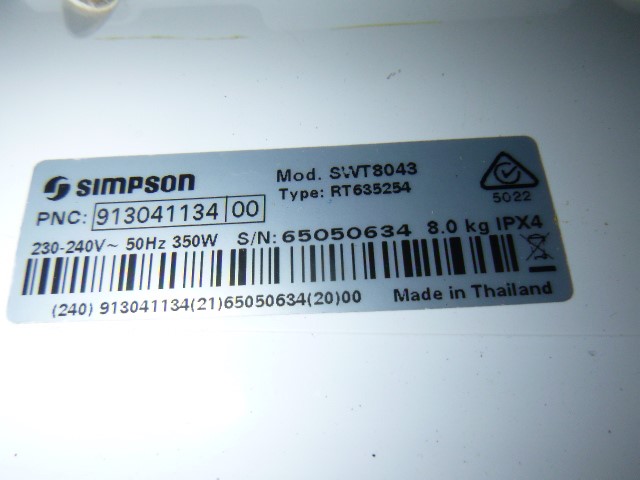 SIMPSON
Mod. SWT8043
Type: RT635254
5022
PNC: 913041134 00
230-240V~ 50Hz 350W S/N: 65050634 8.0 kg IPX4
(240) 913041134(21)65050634(20)00 Made in Thailand